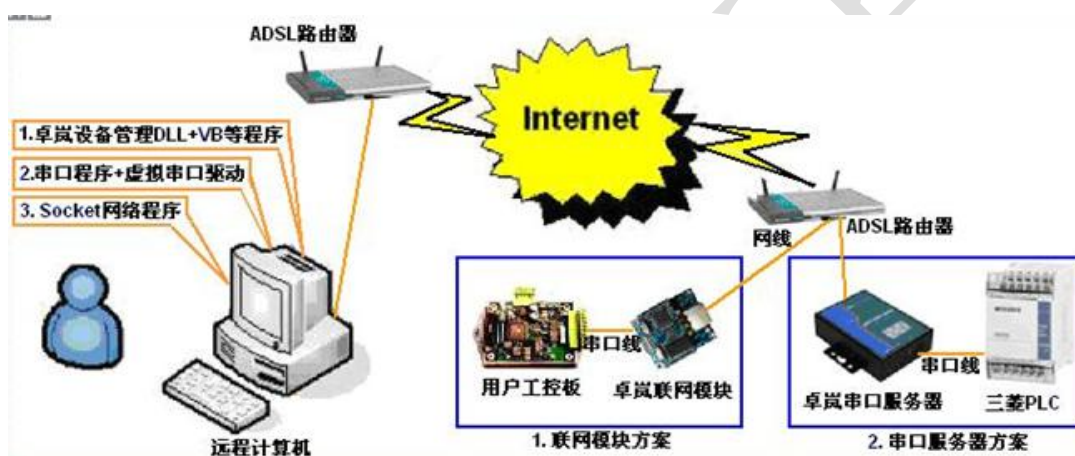 ADSL路由器
Internet
1.卓岚设备管理DLL+VB等程序
2.串口程序+虚拟串口驱动
3. Socket网络程序
网线
ADSL路由器
串口线
串口线
用户工控板
卓岚联网模块
卓岚串口服务器
三菱PLC
远程计算机
1. 联网模块方案
2. 串口服务器方案